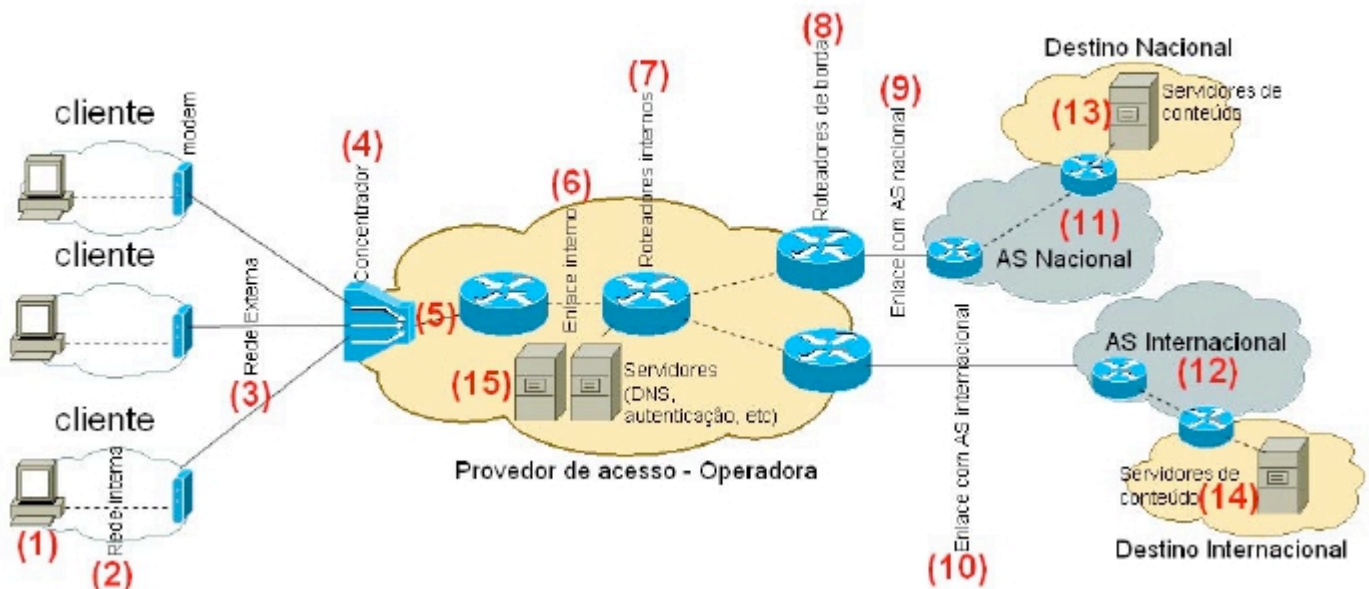 cliente
modem
cliente
cliente
Rede Externa
(3)
Rede interna
(1)
(2)
(4)
Concentrador
(5)
(6)
Enlace interno
(7)
Roteadores internos
(15)
Servidores
(DNS,
autenticação, etc)
Provedor de acesso - Operadora
(8)
Roteadores de borda
(9)
Enlace com AS nacional
(10)
Enlace com AS internacional
Destino Nacional
(13)
Servidores de
conteúdo
(11)
AS Nacional
AS Internacional
(12)
Servidores de
conteúdo
(14)
Destino Internacional